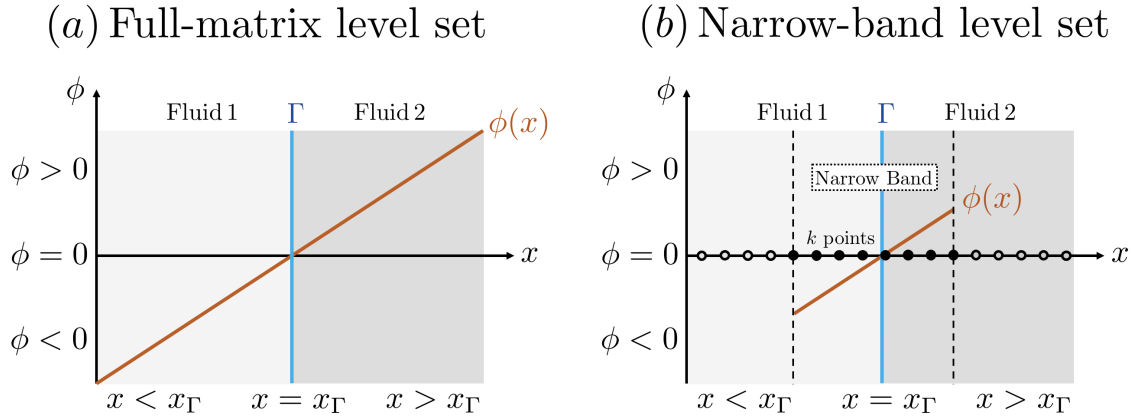 (a) Full-matrix level set
ϕ
Fluid 1
Γ
Fluid 2
ϕ(x)
ϕ > 0
ϕ = 0
x
ϕ < 0
x < x_Γ
x = x_Γ
x > x_Γ
(b) Narrow-band level set
ϕ
Fluid 1
Γ
Fluid 2
ϕ > 0
Narrow Band
ϕ(x)
k points
ϕ = 0
x
ϕ < 0
x < x_Γ
x = x_Γ
x > x_Γ